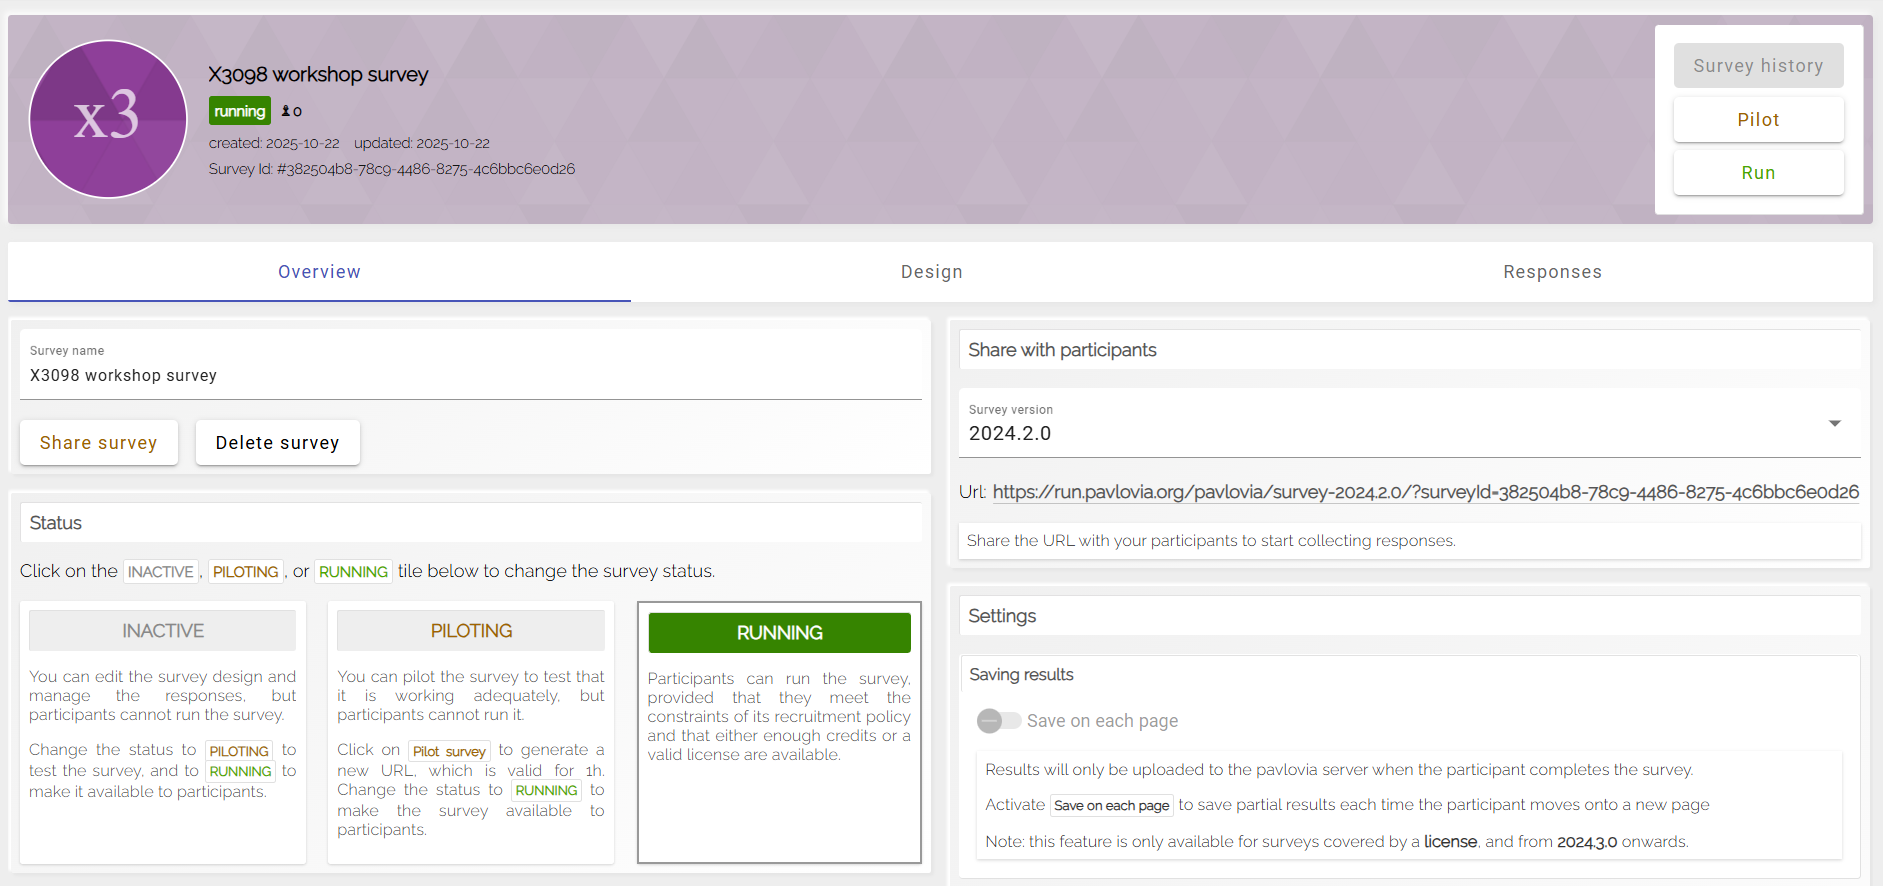 x3
X3098 workshop survey
running 0
created: 2025-10-22 updated: 2025-10-22
Survey Id: #382504b8-78c9-4486-8275-4c6bbc6e0d26
Survey history
Pilot
Run
Overview
Design
Responses
Survey name
X3098 workshop survey
Share survey
Delete survey
Status
Click on the INACTIVE, PILOTING, or RUNNING tile below to change the survey status.
INACTIVE
You can edit the survey design and
manage the responses, but
participants cannot run the survey.
Change the status to PILOTING to
test the survey, and to RUNNING to
make it available to participants.
PILOTING
You can pilot the survey to test that
it is working adequately, but
participants cannot run it.
Click on Pilot survey to generate a
new URL, which is valid for 1h.
Change the status to RUNNING to
make the survey available to
participants.
RUNNING
Participants can run the survey,
provided that they meet the
constraints of its recruitment policy
and that either enough credits or a
valid license are available.
Share with participants
Survey version
2024.2.0
Url: https://run.pavlovia.org/pavlovia/survey-2024.2.0/?surveyId=382504b8-78c9-4486-8275-4c6bbc6e0d26
Share the URL with your participants to start collecting responses.
Settings
Saving results
Save on each page
Results will only be uploaded to the pavlovia server when the participant completes the survey.
Activate Save on each page to save partial results each time the participant moves onto a new page
Note: this feature is only available for surveys covered by a license, and from 2024.3.0 onwards.